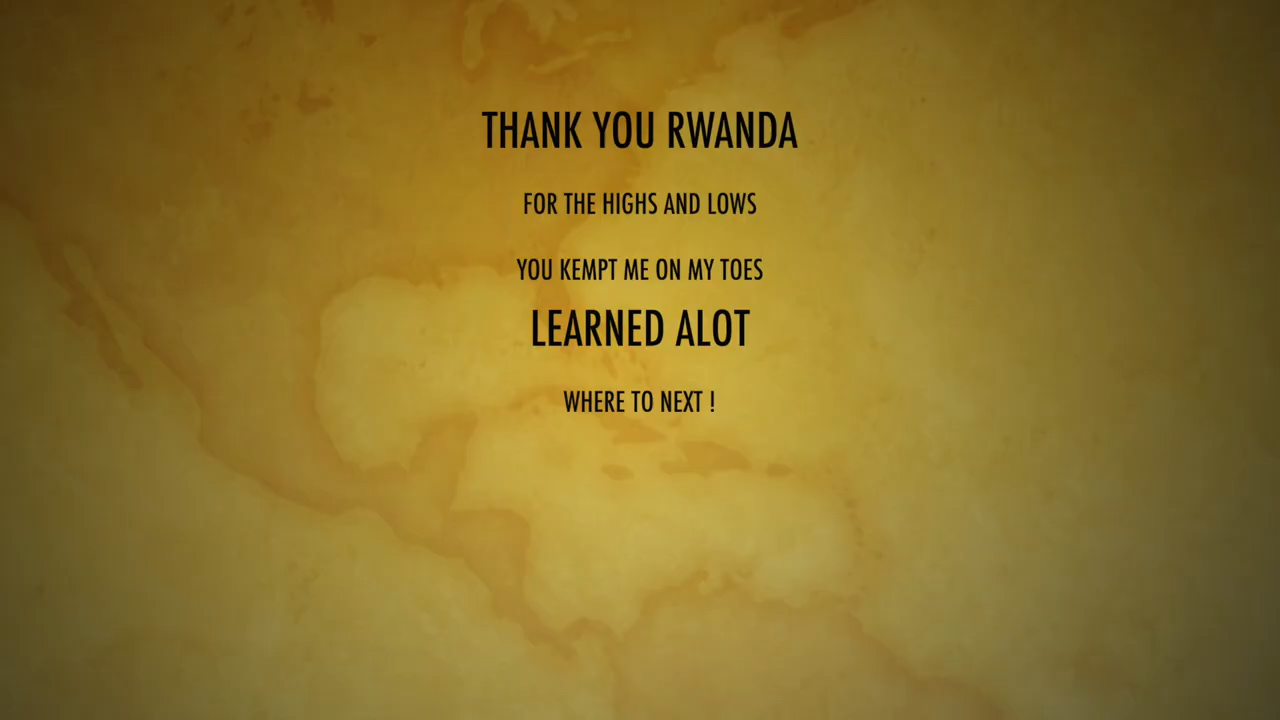 THANK YOU RWANDA
FOR THE HIGHS AND LOWS
YOU KEMPT ME ON MY TOES
LEARNED ALOT
WHERE TO NEXT !